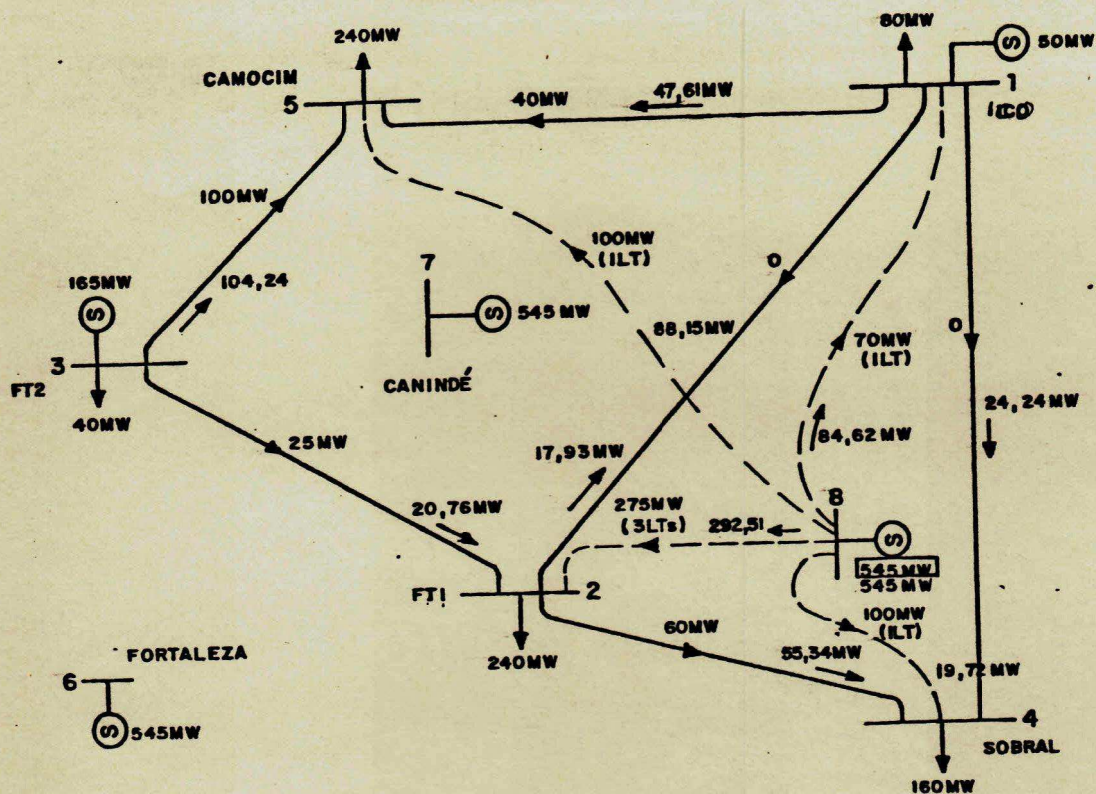 240MW
80MW
S
50MW
CAMOCIM
5
40MW
47,61MW
1
100MW
104,24
165MW
S
3
FT2
40MW
7
S
545 MW
CANINDÉ
100MW
(1LT)
0
88,15MW
70MW
(1LT)
0
24,24MW
84,62MW
25MW
17,93MW
20,76MW
275MW
(3LTs)
292,51
8
S
545MW
545 MW
FT1
2
240MW
100MW
(1LT)
60MW
55,34MW
19,72MW
4
SOBRAL
160MW
FORTALEZA
6
S
545MW